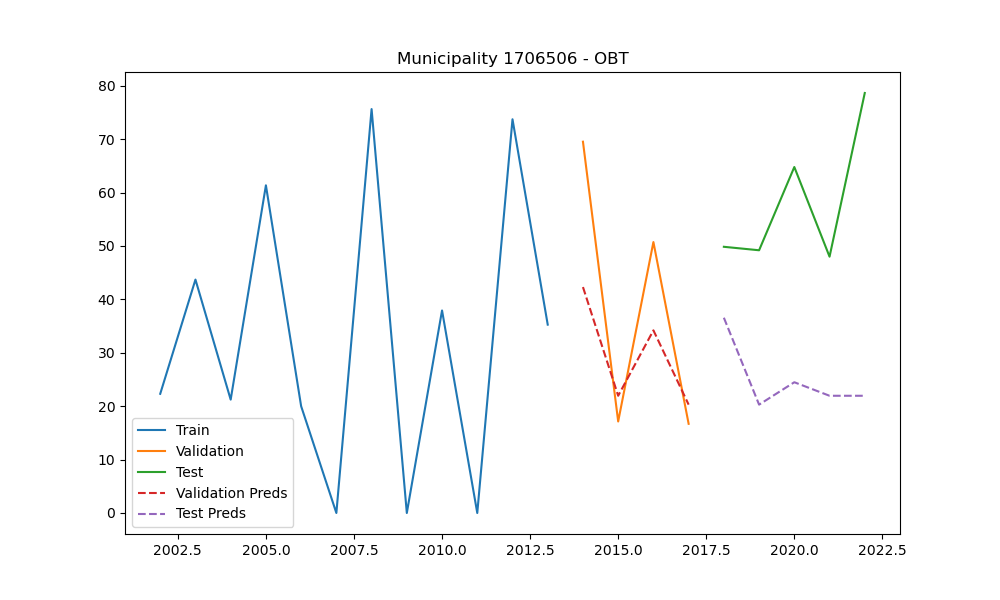 Municipality 1706506 - OBT
80
70
60
50
40
30
20
10
0
Train
Validation
Test
Validation Preds
Test Preds
2002.5 2005.0 2007.5 2010.0 2012.5 2015.0 2017.5 2020.0 2022.5